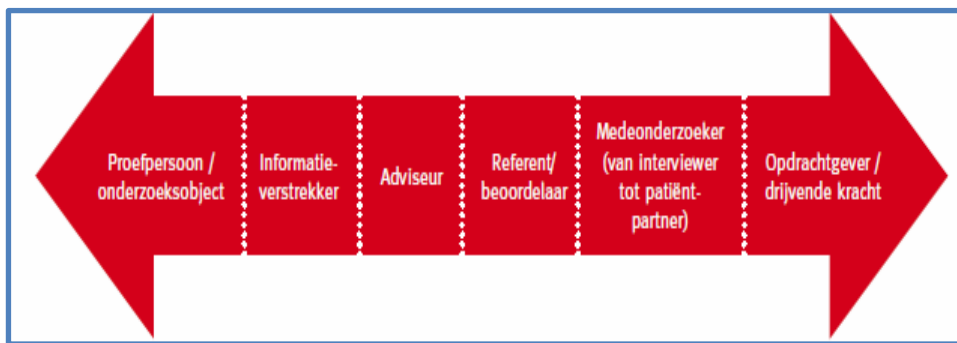 Proefpersoon /
onderzoeksobject
Informatie-
verstrekker
Adviseur
Referent/
beoordelaar
Medeonderzoeker
(van interviewer
tot patiënt-
partner)
Opdrachtgever /
drijvende kracht